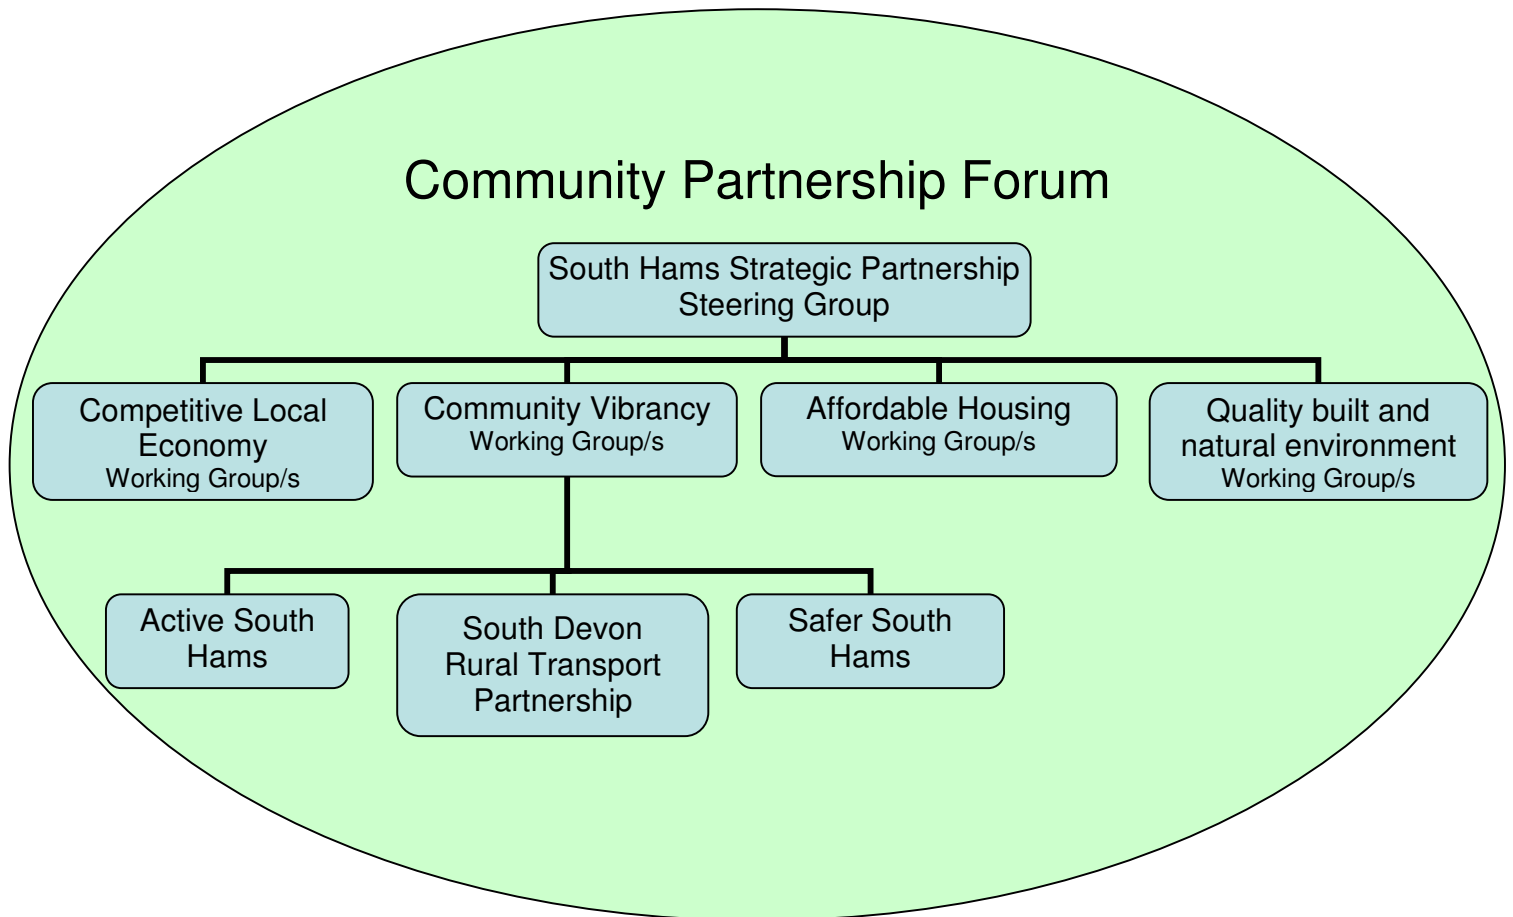 Community Partnership Forum
South Hams Strategic Partnership
Steering Group
Competitive Local
Economy
Working Group/s
Community Vibrancy
Working Group/s
Affordable Housing
Working Group/s
Quality built and
natural environment
Working Group/s
Active South
Hams
South Devon
Rural Transport
Partnership
Safer South
Hams